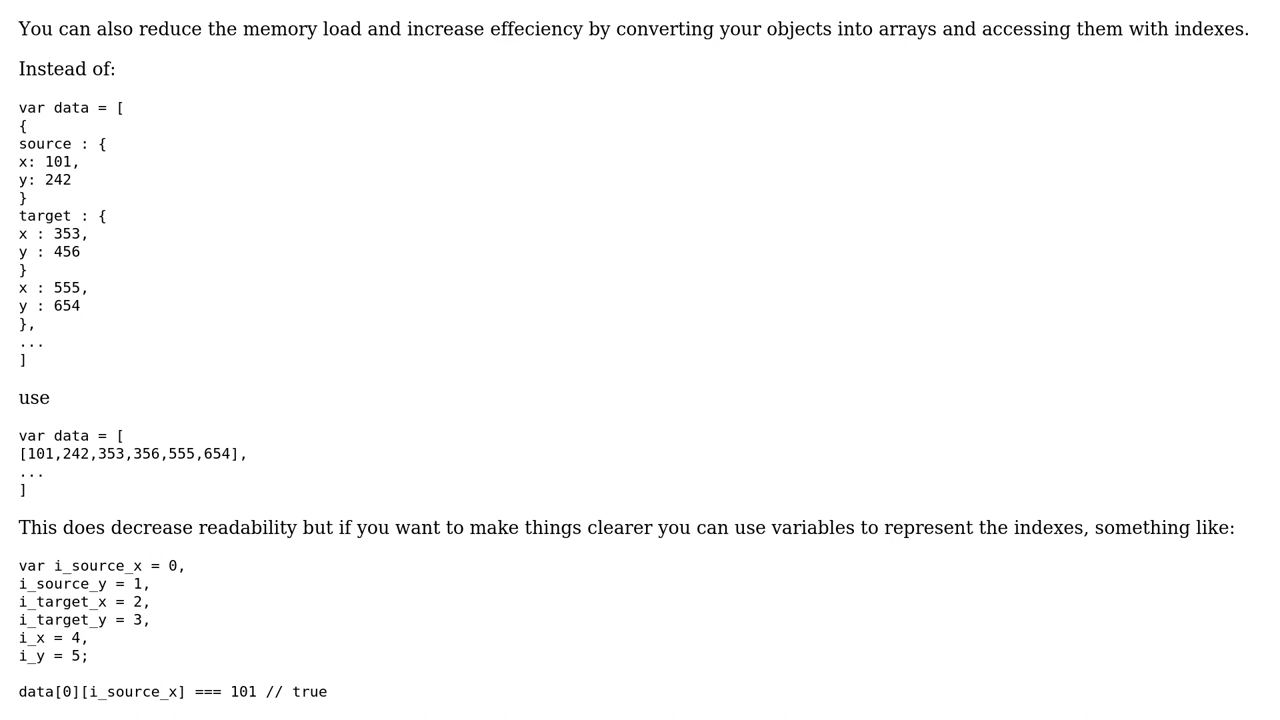 You can also reduce the memory load and increase effeciency by converting your objects into arrays and accessing them with indexes.
Instead of:
var data = [
{
source : {
x: 101,
y: 242
}
target : {
x : 353,
y : 456
}
x : 555,
y : 654
},
...
]
use
var data = [
[101,242,353,356,555,654],
...
]
This does decrease readability but if you want to make things clearer you can use variables to represent the indexes, something like:
var i_source_x = 0,
i_source_y = 1,
i_target_x = 2,
i_target_y = 3,
i_x = 4,
i_y = 5;
data[0][i_source_x] === 101 // true